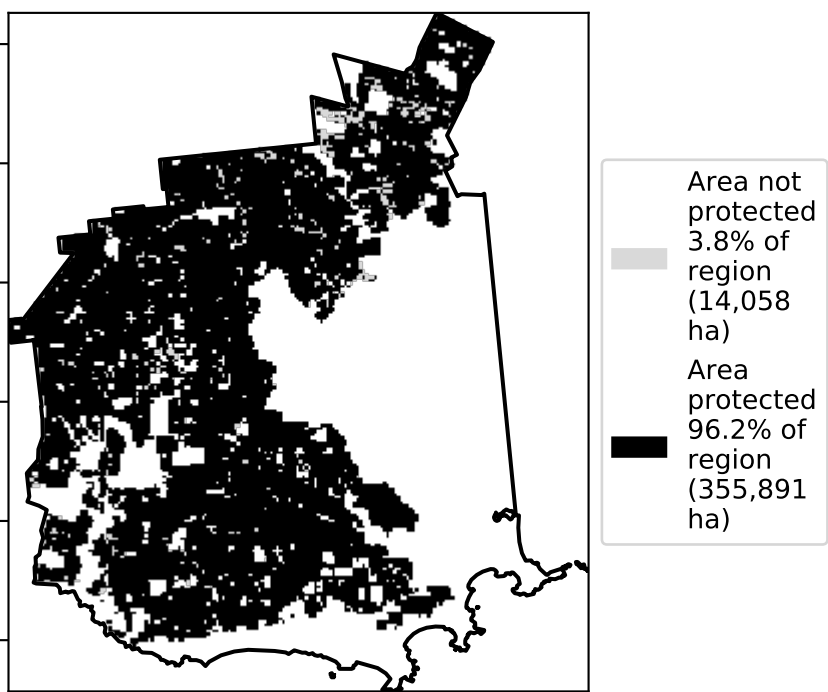 Area not
protected
3.8% of
region
(14,058
ha)
Area
protected
96.2% of
region
(355,891
ha)